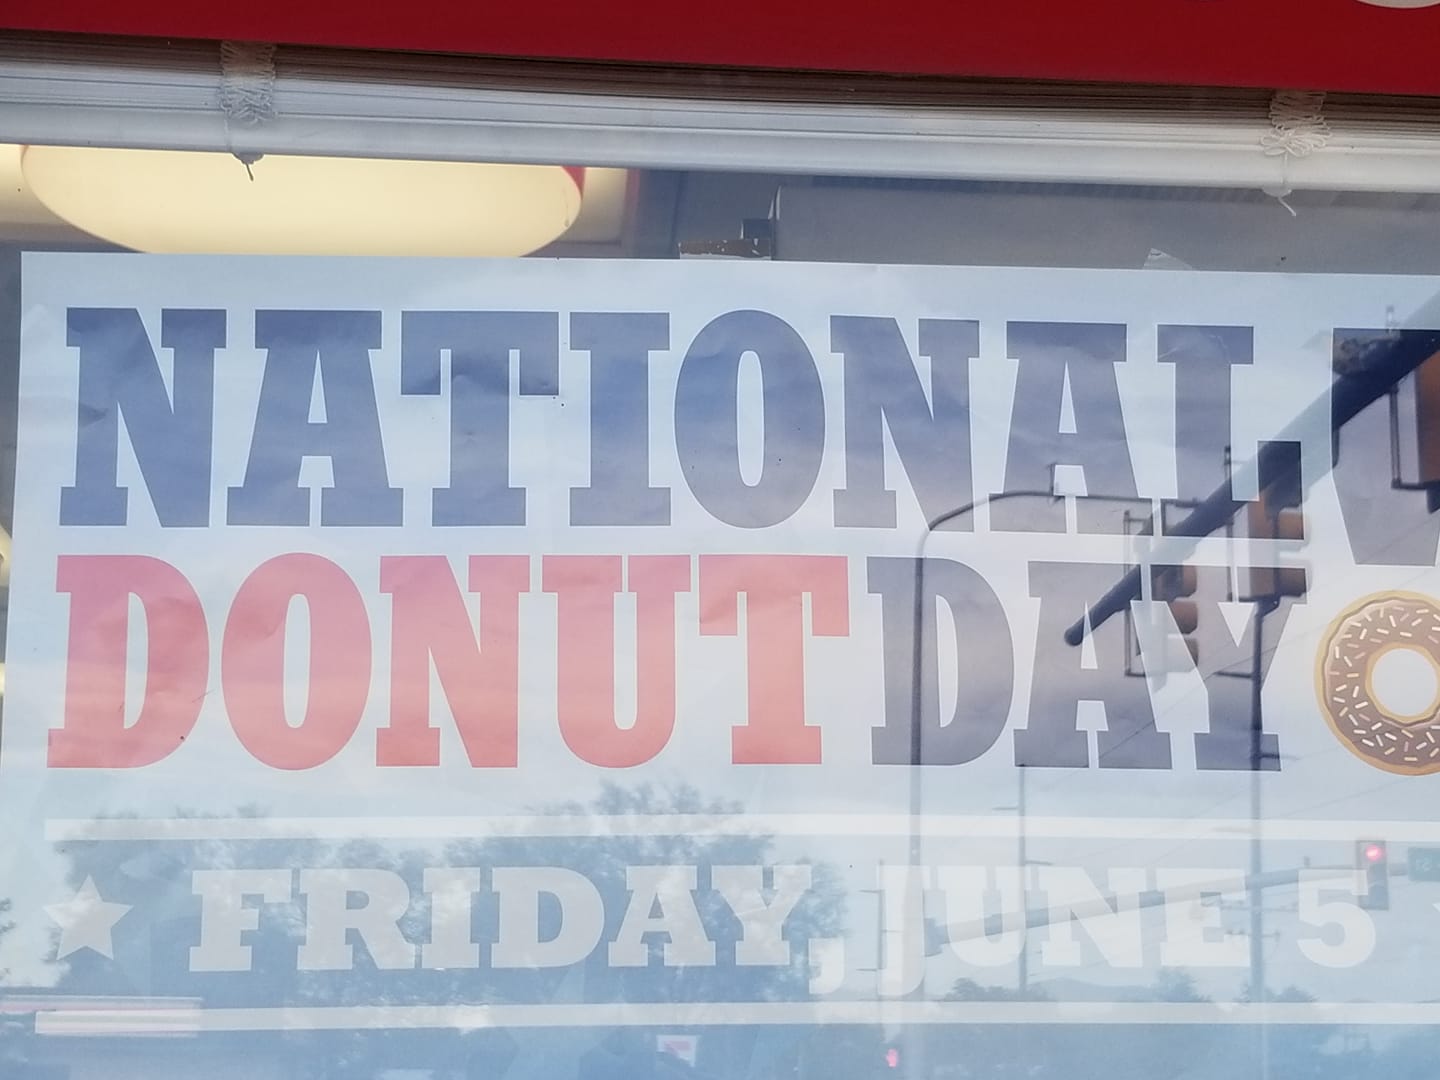 NATIONAL
DONUT DAY
FRIDAY, JUNE 5